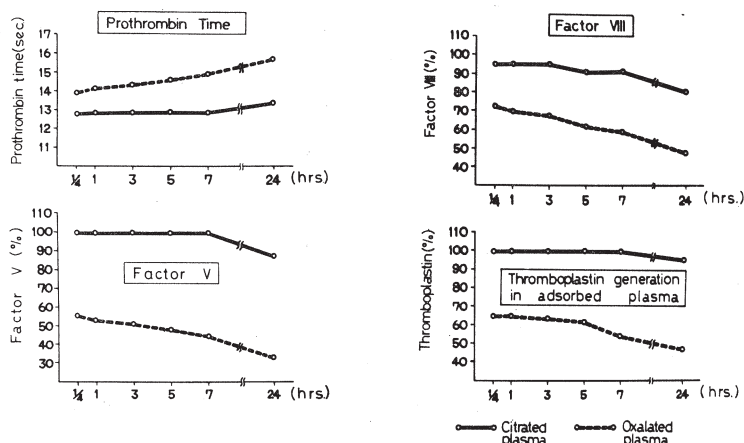 Prothrombin Time
Prothrombin time(sec)
17
16
15
14
13
12
11
¼ 1 3 5 7 24 (hrs.)
Factor VIII
Factor VIII (%)
110
100
90
80
70
60
50
40
¼ 1 3 5 7 24 (hrs.)
Factor V
Factor V (%)
110
100
90
80
70
60
50
40
30
¼ 1 3 5 7 24 (hrs.)
Thromboplastin generation
in adsorbed plasma
Thromboplastin(%)
110
100
90
80
70
60
50
40
¼ 1 3 5 7 24 (hrs.)
Citrated
plasma
Oxalated
plasma